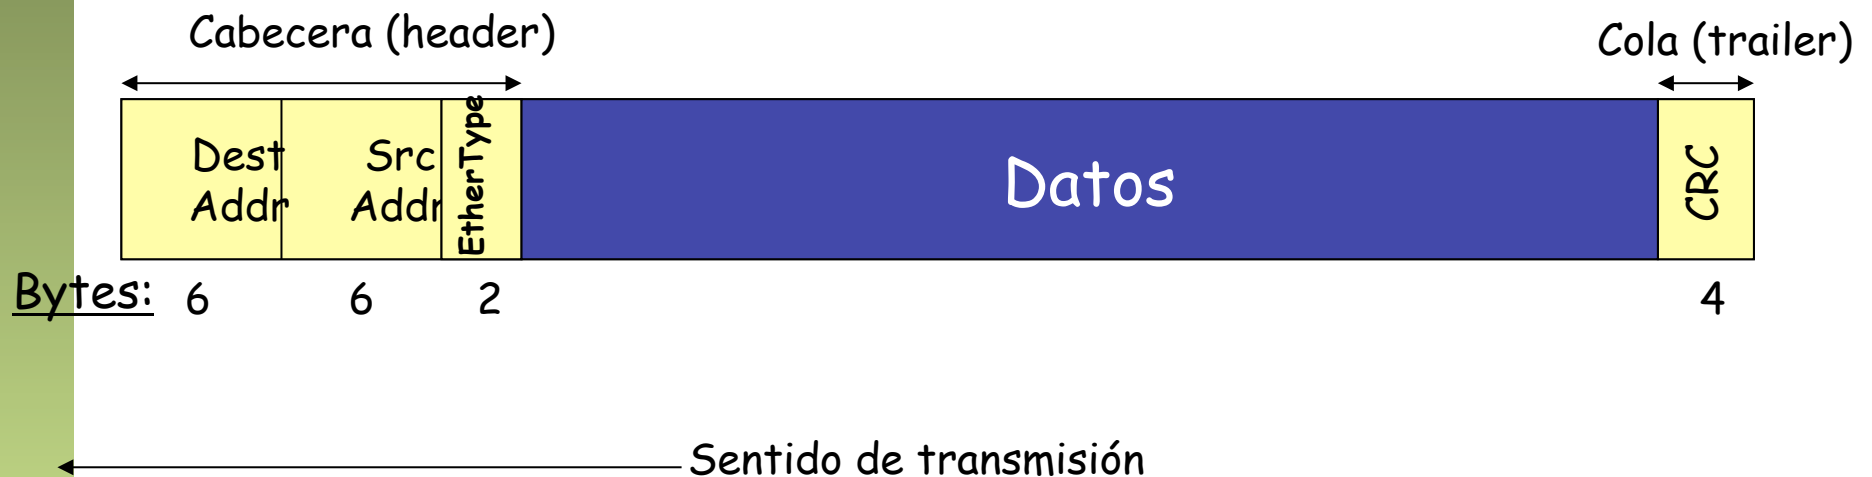 Cabecera (header)
Cola (trailer)
Dest
Addr
Src
Addr
EtherType
Datos
CRC
Bytes: 6 6 2 4
Sentido de transmisión